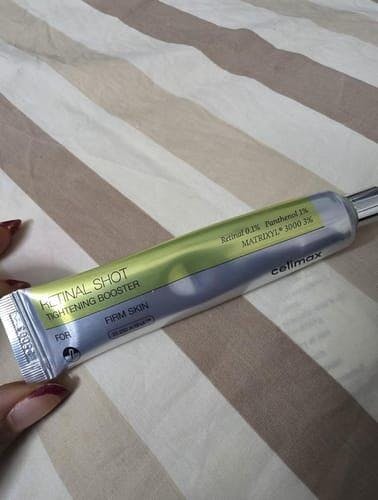 RETINAL SHOT
TIGHTENING BOOSTER
FOR FIRM SKIN
Retinal 0.1% Panthenol 1%
MATRIXYL® 3000 3%
celimax